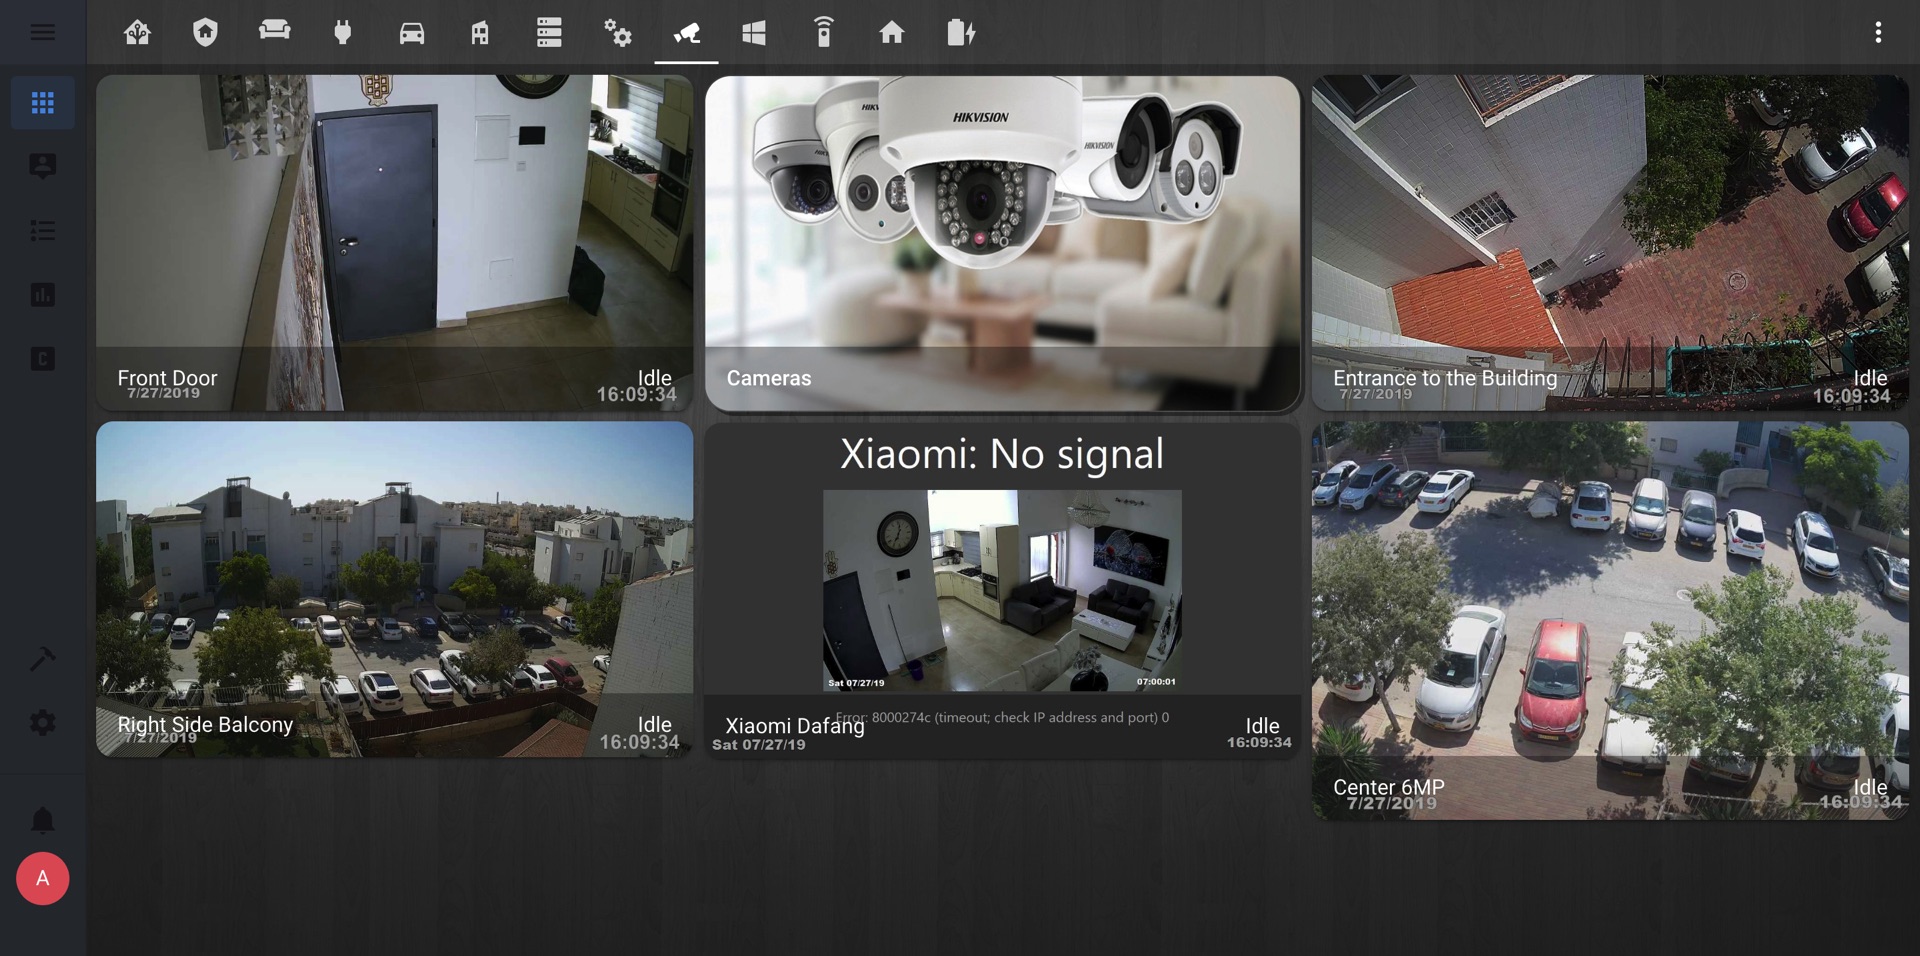 Front Door
Idle
7/27/2019
16:09:34
HIKVISION
HIKVISION
Cameras
Entrance to the Building
Idle
7/27/2019
16:09:34
Right Side Balcony
Idle
7/27/2019
16:09:34
Xiaomi: No signal
Sat 07/27/19
07:00:01
Error: 8000274c (timeout; check IP address and port) 0
Xiaomi Dafang
Idle
Sat 07/27/19
16:09:34
Center 6MP
Idle
7/27/2019
16:09:34
C
A